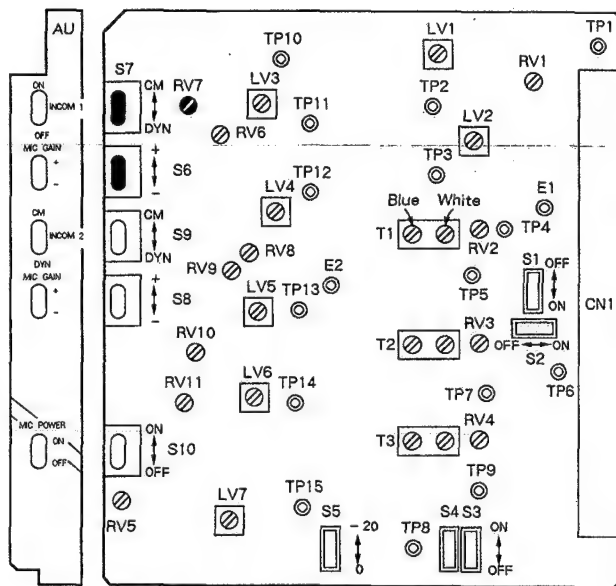 AU
ON
INCOM 1
OFF
MIC GAIN
+
-
CM
INCOM 2
DYN
MIC GAIN
+
-
MIC POWER
ON
OFF
S7
CM
DYN
+
S6
-
S9
CM
DYN
+
S8
-
ON
S10
OFF
RV5
RV7
RV6
RV8
RV9
RV10
RV11
TP10
LV3
TP11
TP12
LV4
E2
LV5
TP13
LV6
TP14
LV7
TP15
S5
- 20
0
LV1
TP2
LV2
TP3
Blue
White
T1
RV2
TP4
TP5
T2
RV3
TP7
T3
RV4
TP9
TP8
S4
S3
ON
OFF
TP1
RV1
E1
S1
OFF
ON
OFF
ON
S2
TP6
CN1